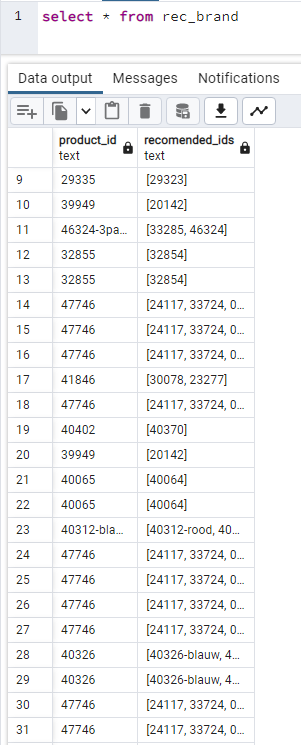 1 select * from rec_brand
Data output Messages Notifications
product_id recomended_ids
text text
9 29335 [29323]
10 39949 [20142]
11 46324-3pa... [33285, 46324]
12 32855 [32854]
13 32855 [32854]
14 47746 [24117, 33724, 0...
15 47746 [24117, 33724, 0...
16 47746 [24117, 33724, 0...
17 41846 [30078, 23277]
18 47746 [24117, 33724, 0...
19 40402 [40370]
20 39949 [20142]
21 40065 [40064]
22 40065 [40064]
23 40312-bla... [40312-rood, 40...
24 47746 [24117, 33724, 0...
25 47746 [24117, 33724, 0...
26 47746 [24117, 33724, 0...
27 47746 [24117, 33724, 0...
28 40326 [40326-blauw, 4...
29 40326 [40326-blauw, 4...
30 47746 [24117, 33724, 0...
31 47746 [24117, 33724, 0...